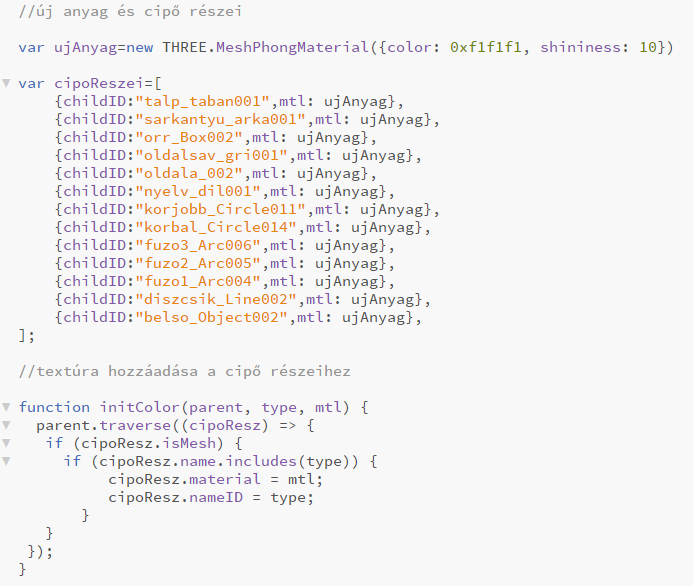 //új anyag és cipő részei
var ujAnyag=new THREE.MeshPhongMaterial({color: 0xf1f1f1, shininess: 10})
var cipoReszei=[
{childID:"talp_taban001",mtl: ujAnyag},
{childID:"sarkantyu_arka001",mtl: ujAnyag},
{childID:"orr_Box002",mtl: ujAnyag},
{childID:"oldalsav_gri001",mtl: ujAnyag},
{childID:"oldala_002",mtl: ujAnyag},
{childID:"nyelv_dil001",mtl: ujAnyag},
{childID:"korjobb_Circle011",mtl: ujAnyag},
{childID:"korbal_Circle014",mtl: ujAnyag},
{childID:"fuzo3_Arc006",mtl: ujAnyag},
{childID:"fuzo2_Arc005",mtl: ujAnyag},
{childID:"fuzo1_Arc004",mtl: ujAnyag},
{childID:"diszcsik_Line002",mtl: ujAnyag},
{childID:"belso_Object002",mtl: ujAnyag},
];
//textúra hozzáadása a cipő részeihez
function initColor(parent, type, mtl) {
parent.traverse((cipoResz) => {
if (cipoResz.isMesh) {
if (cipoResz.name.includes(type)) {
cipoResz.material = mtl;
cipoResz.nameID = type;
}
}
});
}